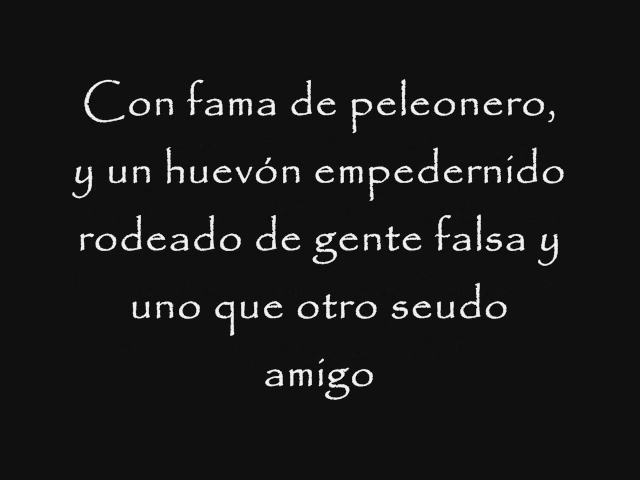 Con fama de peleonero,
y un huevón empedernido
rodeado de gente falsa y
uno que otro seudo
amigo